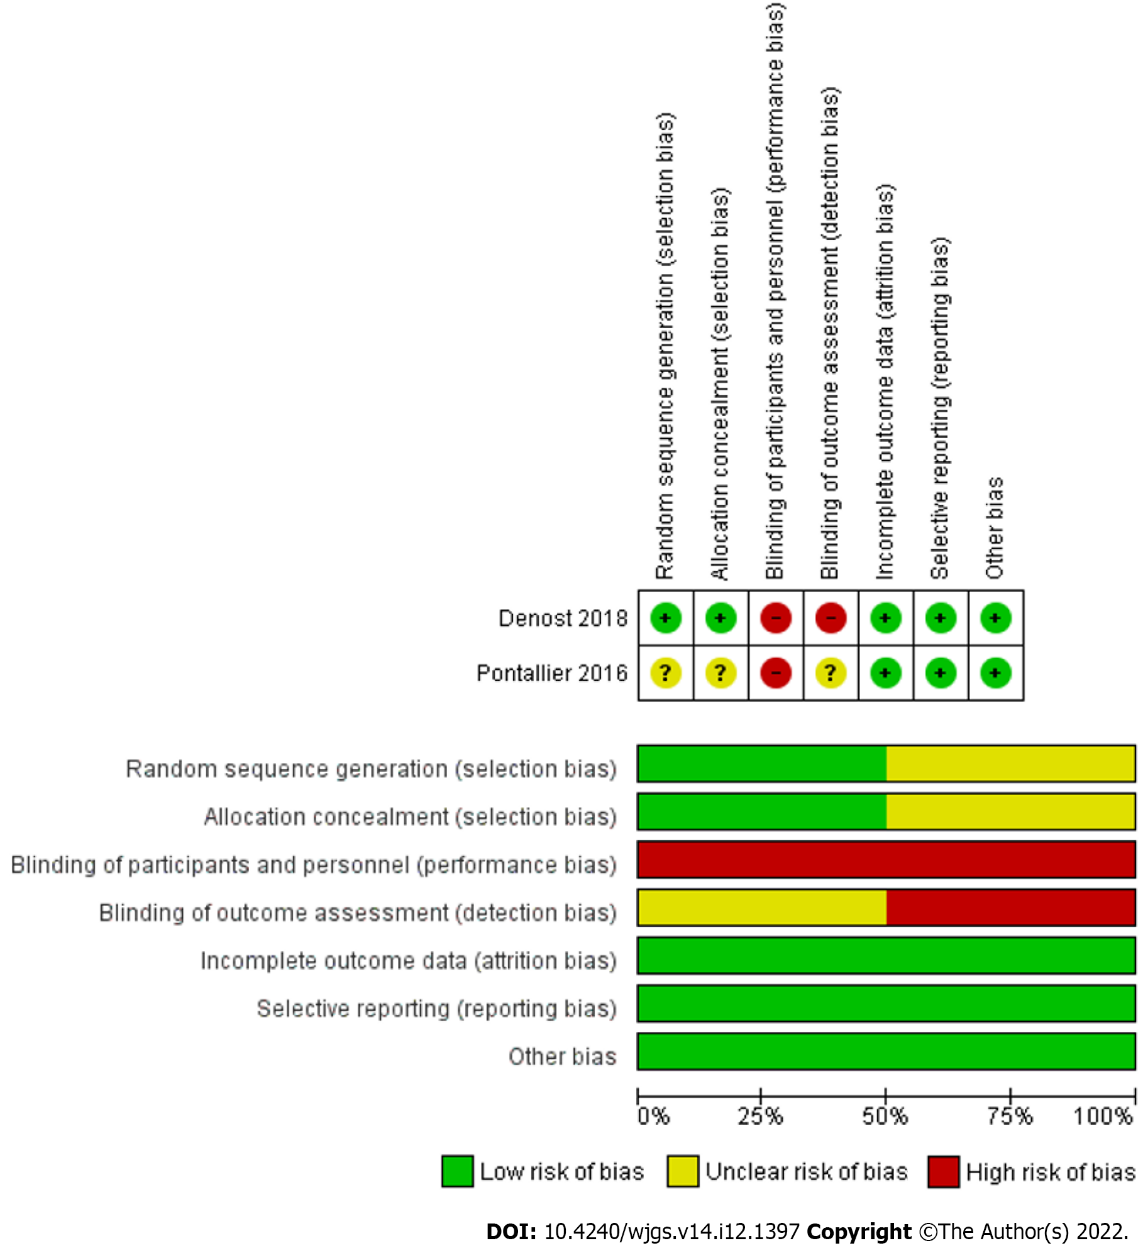 Random sequence generation (selection bias)
Allocation concealment (selection bias)
Blinding of participants and personnel (performance bias)
Blinding of outcome assessment (detection bias)
Incomplete outcome data (attrition bias)
Selective reporting (reporting bias)
Other bias
Denost 2018 + + - - + + +
Pontallier 2016 ? ? - ? + + +
Random sequence generation (selection bias)
Allocation concealment (selection bias)
Blinding of participants and personnel (performance bias)
Blinding of outcome assessment (detection bias)
Incomplete outcome data (attrition bias)
Selective reporting (reporting bias)
Other bias
0% 25% 50% 75% 100%
Low risk of bias Unclear risk of bias High risk of bias
DOI: 10.4240/wjgs.v14.i12.1397 Copyright ©The Author(s) 2022.